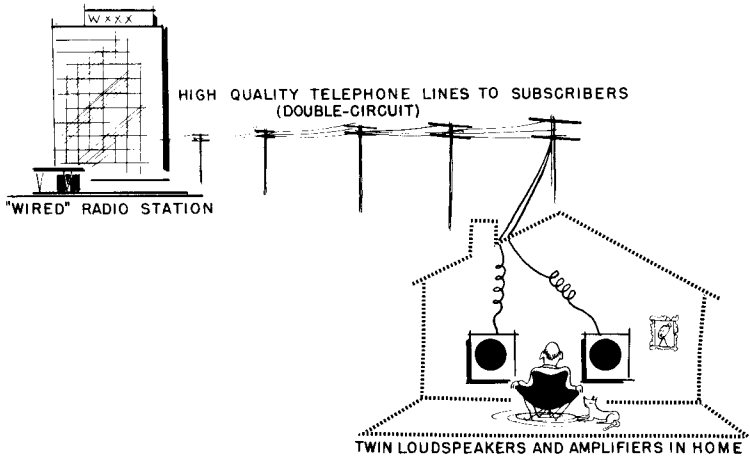 WXXX
HIGH QUALITY TELEPHONE LINES TO SUBSCRIBERS
(DOUBLE-CIRCUIT)
"WIRED" RADIO STATION
TWIN LOUDSPEAKERS AND AMPLIFIERS IN HOME